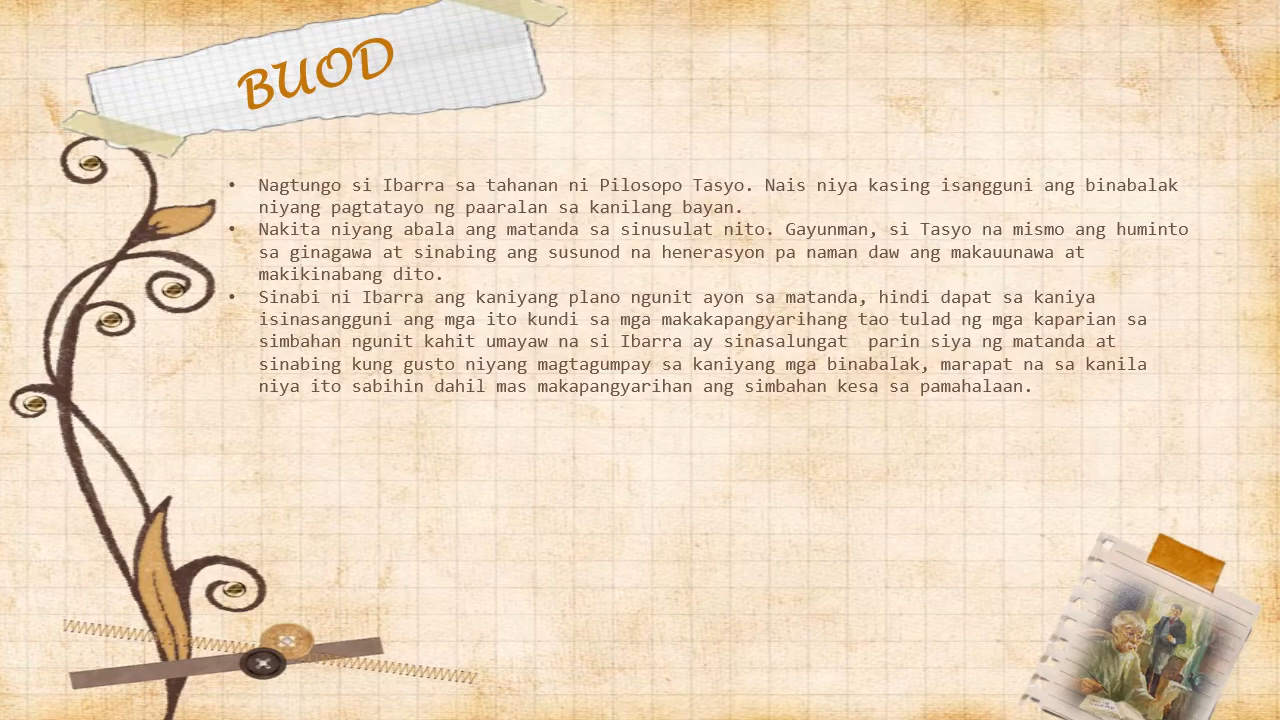 BUOD
• Nagtungo si Ibarra sa tahanan ni Pilosopo Tasyo. Nais niya kasing isangguni ang binabalak
niyang pagtatayo ng paaralan sa kanilang bayan.
• Nakita niyang abala ang matanda sa sinusulat nito. Gayunman, si Tasyo na mismo ang huminto
sa ginagawa at sinabing ang susunod na henerasyon pa naman daw ang makauunawa at
makikinabang dito.
• Sinabi ni Ibarra ang kaniyang plano ngunit ayon sa matanda, hindi dapat sa kaniya
isinasangguni ang mga ito kundi sa mga makakapangyarihang tao tulad ng mga kaparian sa
simbahan ngunit kahit umayaw na si Ibarra ay sinasalungat  parin siya ng matanda at
sinabing kung gusto niyang magtagumpay sa kaniyang mga binabalak, marapat na sa kanila
niya ito sabihin dahil mas makapangyarihan ang simbahan kesa sa pamahalaan.